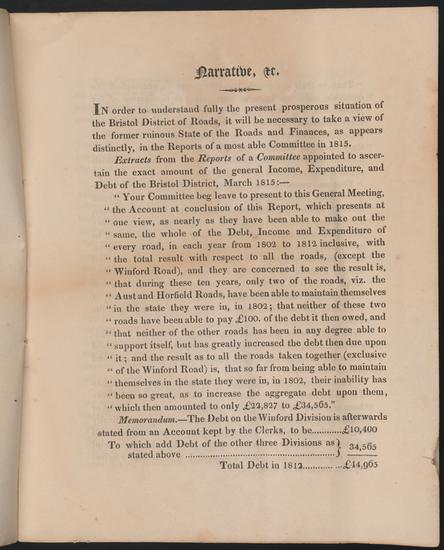 Narrative, &c.
IN order to understand fully the present prosperous situation of
the Bristol District of Roads, it will be necessary to take a view of
the former ruinous State of the Roads and Finances, as appears
distinctly, in the Reports of a most able Committee in 1815.
Extracts from the Reports of a Committee appointed to ascer-
tain the exact amount of the general Income, Expenditure, and
Debt of the Bristol District, March 1815:—
" Your Committee beg leave to present to this General Meeting,
" the Account at conclusion of this Report, which presents at
" one view, as nearly as they have been able to make out the
" same, the whole of the Debt, Income and Expenditure of
" every road, in each year from 1802 to 1812 inclusive, with
" the total result with respect to all the roads, (except the
" Winford Road), and they are concerned to see the result is,
" that during these ten years, only two of the roads, viz. the
" Aust and Horfield Roads, have been able to maintain themselves
" in the state they were in, in 1802; that neither of these two
" roads have been able to pay £100. of the debt it then owed, and
" that neither of the other roads has been in any degree able to
" support itself, but has greatly increased the debt then due upon
" it; and the result as to all the roads taken together (exclusive
" of the Winford Road) is, that so far from being able to maintain
" themselves in the state they were in, in 1802, their inability has
" been so great, as to increase the aggregate debt upon them,
" which then amounted to only £22,827 to £34,565."
Memorandum.—The Debt on the Winford Division is afterwards
stated from an Account kept by the Clerks, to be............£10,400
To which add Debt of the other three Divisions as } 34,565
stated above ....................................................
Total Debt in 1812...............£44,965